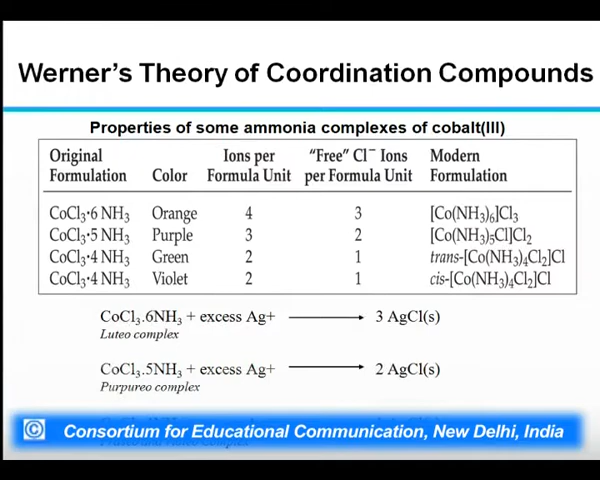 Werner's Theory of Coordination Compounds
Properties of some ammonia complexes of cobalt(III)
Original Formulation Color Ions per Formula Unit "Free" Cl⁻ Ions per Formula Unit Modern Formulation
CoCl₃·6 NH₃ Orange 4 3 [Co(NH₃)₆]Cl₃
CoCl₃·5 NH₃ Purple 3 2 [Co(NH₃)₅Cl]Cl₂
CoCl₃·4 NH₃ Green 2 1 trans-[Co(NH₃)₄Cl₂]Cl
CoCl₃·4 NH₃ Violet 2 1 cis-[Co(NH₃)₄Cl₂]Cl
CoCl₃.6NH₃ + excess Ag+ ⟶ 3 AgCl(s)
Luteo complex
CoCl₃.5NH₃ + excess Ag+ ⟶ 2 AgCl(s)
Purpureo complex
© Consortium for Educational Communication, New Delhi, India